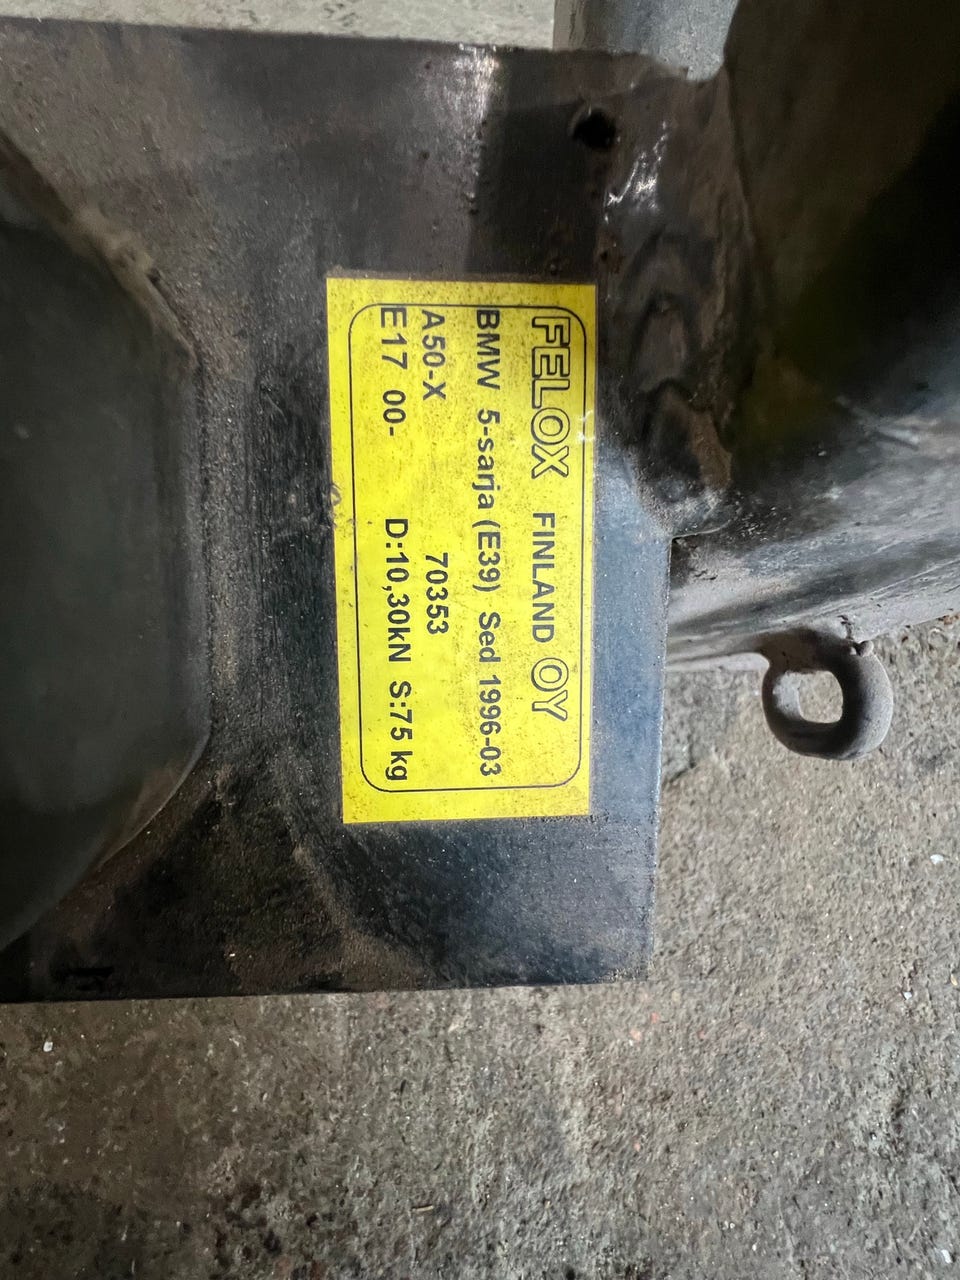 FELOX FINLAND OY
BMW 5-sarja (E39) Sed 1996-03
A50-X 70353
E17 00- D:10,30kN S:75 kg